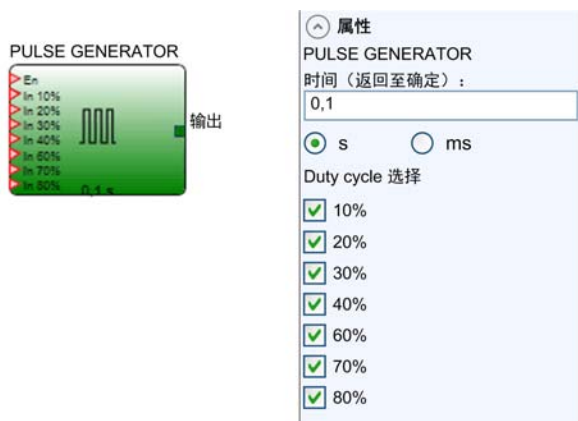 PULSE GENERATOR
En
In 10%
In 20%
In 30%
In 40%
In 60%
In 70%
In 80%
0,1 s
输出
属性
PULSE GENERATOR
时间（返回至确定）：
0,1
s ms
Duty cycle 选择
10%
20%
30%
40%
60%
70%
80%